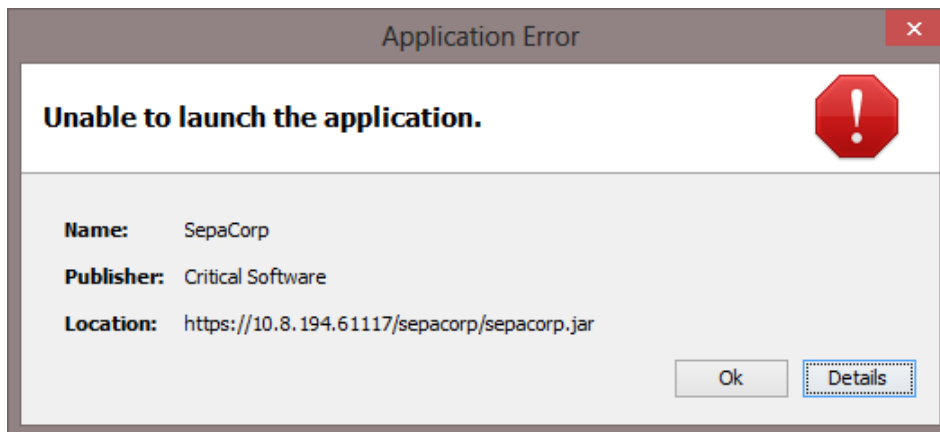 Application Error
Unable to launch the application.
Name: SepaCorp
Publisher: Critical Software
Location: https://10.8.194.61117/sepacorp/sepacorp.jar
Ok Details